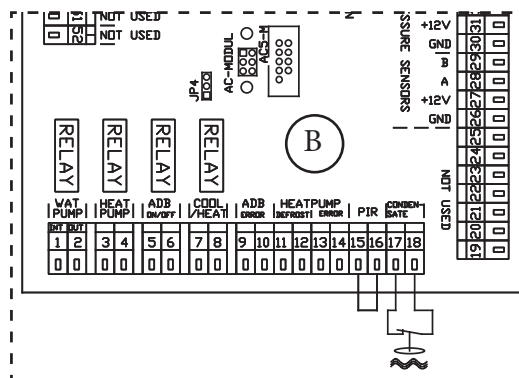 51 NOT USED
52 NOT USED
JP4
AC-MODUL
AC5-M
N
SSURE SENSORS
+12V 31
GND 30
B 29
A 28
+12V 27
GND 26
25
24
23
22
21
20
19
NOT USED
B
RELAY RELAY RELAY RELAY
WAT PUMP
HEAT PUMP
ADB ON/OFF
COOL /HEAT
ADB ERROR
HEATPUMP
DEFROST ERROR
PIR
CONDEN-SATE
INT OUT
1 2 3 4 5 6 7 8 9 10 11 12 13 14 15 16 17 18